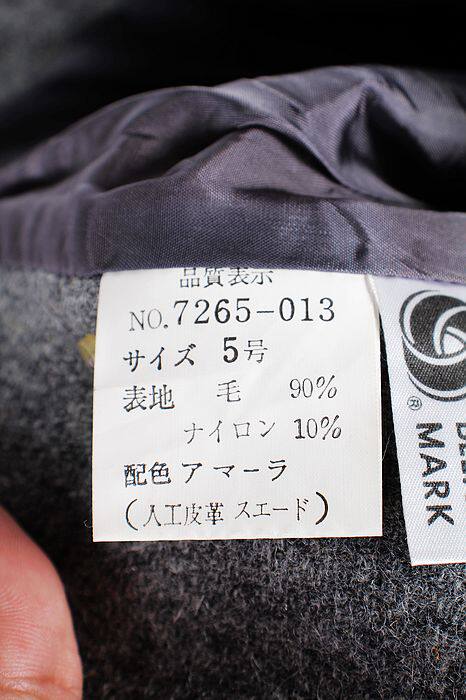 品質表示
NO.7265-013
サイズ 5号
表地 毛 90%
ナイロン 10%
配色 アマーラ
(人工皮革 スエード)
®
MARK